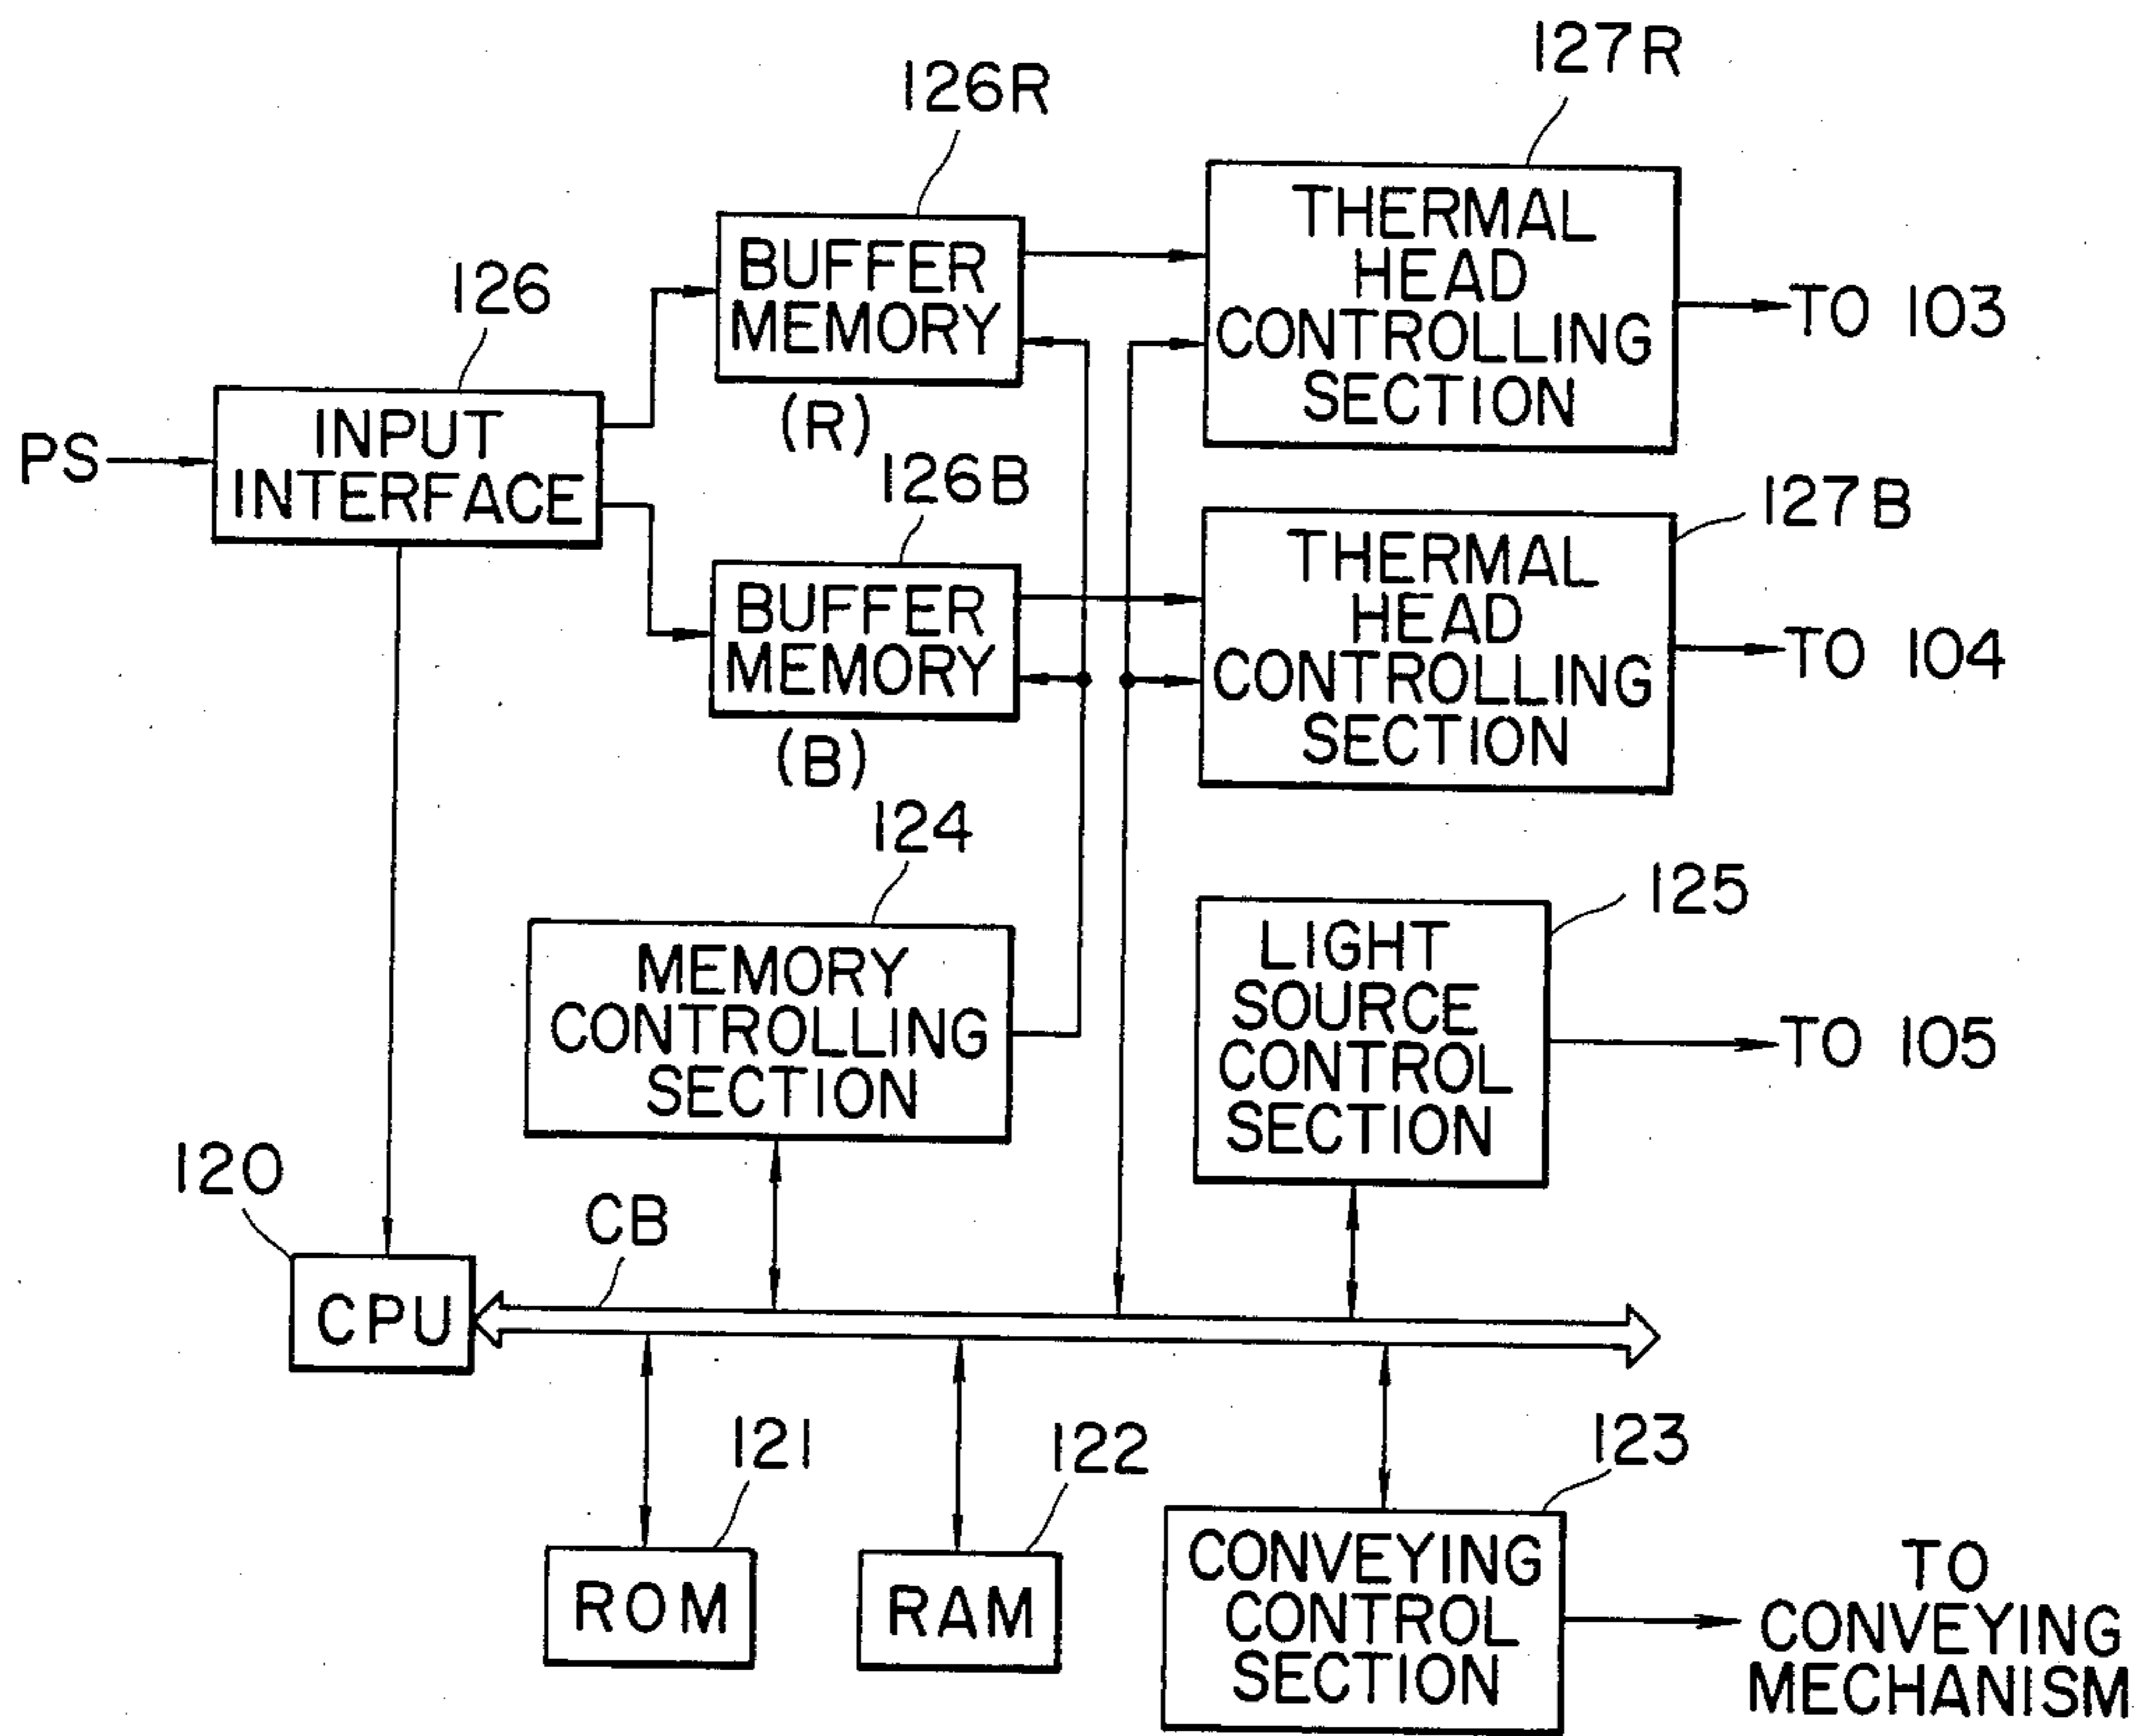 127R
126R
THERMAL
HEAD
CONTROLLING
SECTION
BUFFER
MEMORY
(R)
126
TO 103
INPUT
INTERFACE
PS
126B
127B
THERMAL
HEAD
CONTROLLING
SECTION
BUFFER
MEMORY
(B)
TO 104
124
125
MEMORY
CONTROLLING
SECTION
LIGHT
SOURCE
CONTROL
SECTION
TO 105
120
CB
CPU
121
122
123
ROM
RAM
CONVEYING
CONTROL
SECTION
TO
CONVEYING
MECHANISM